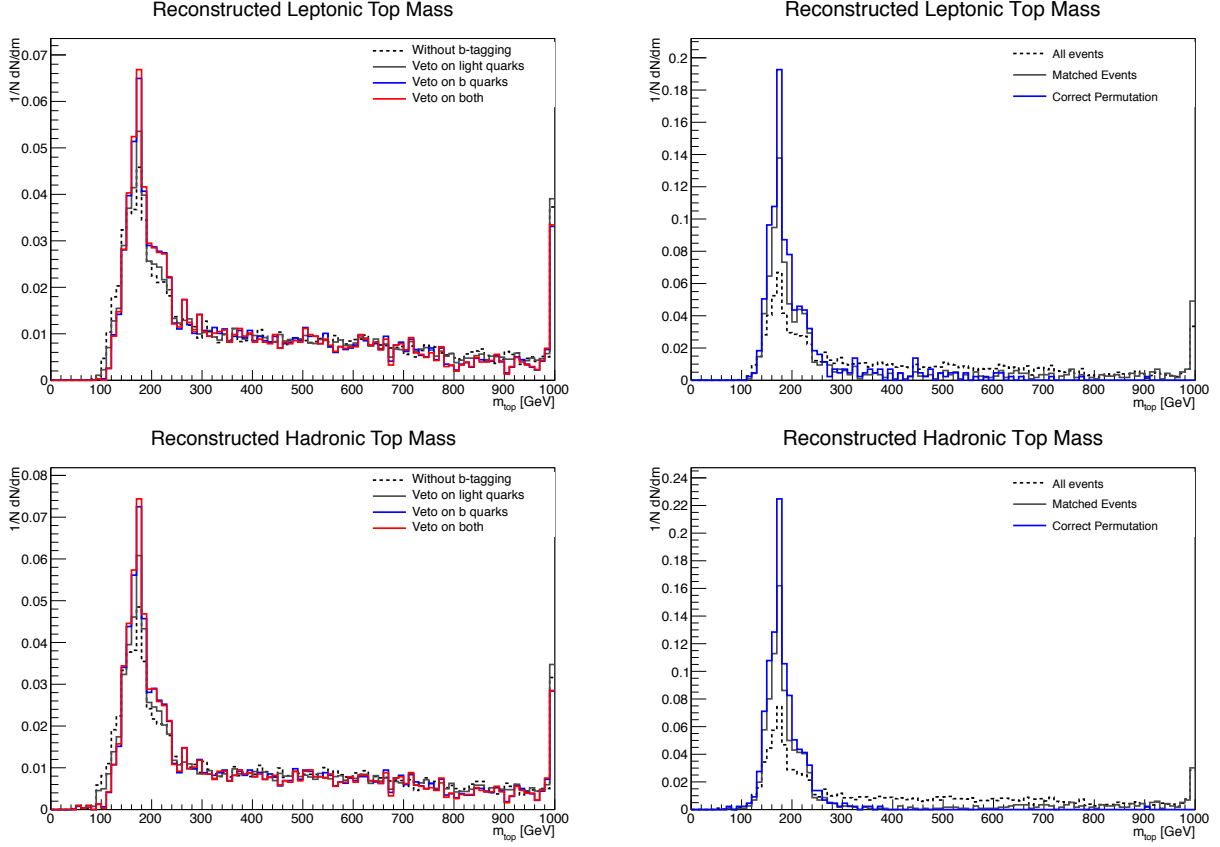 Reconstructed Leptonic Top Mass
1/N dN/dm
0.07
0.06
0.05
0.04
0.03
0.02
0.01
0
Without b-tagging
Veto on light quarks
Veto on b quarks
Veto on both
0 100 200 300 400 500 600 700 800 900 1000
m_top [GeV]
Reconstructed Leptonic Top Mass
1/N dN/dm
0.2
0.18
0.16
0.14
0.12
0.1
0.08
0.06
0.04
0.02
0
All events
Matched Events
Correct Permutation
0 100 200 300 400 500 600 700 800 900 1000
m_top [GeV]
Reconstructed Hadronic Top Mass
1/N dN/dm
0.08
0.07
0.06
0.05
0.04
0.03
0.02
0.01
0
Without b-tagging
Veto on light quarks
Veto on b quarks
Veto on both
0 100 200 300 400 500 600 700 800 900 1000
m_top [GeV]
Reconstructed Hadronic Top Mass
1/N dN/dm
0.24
0.22
0.2
0.18
0.16
0.14
0.12
0.1
0.08
0.06
0.04
0.02
0
All events
Matched Events
Correct Permutation
0 100 200 300 400 500 600 700 800 900 1000
m_top [GeV]